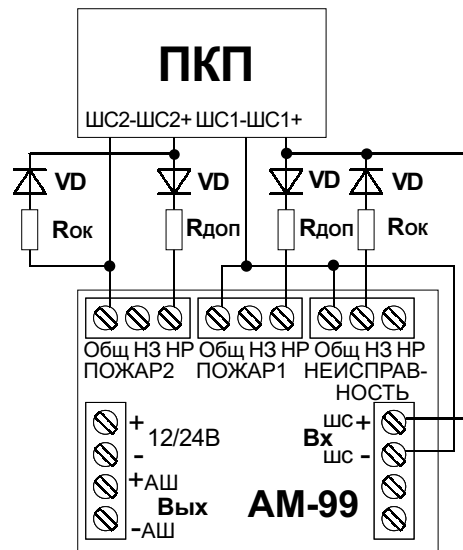 ПКП
ШС2- ШС2+ ШС1- ШС1+
VD VD VD VD
Rок Rдоп Rдоп Rок
Общ НЗ НР Общ НЗ НР Общ НЗ НР
ПОЖАР2 ПОЖАР1 НЕИСПРАВ-
НОСТЬ
+
12/24В
-
+АШ
Вых
-АШ
ШС +
Вх
ШС -
АМ-99